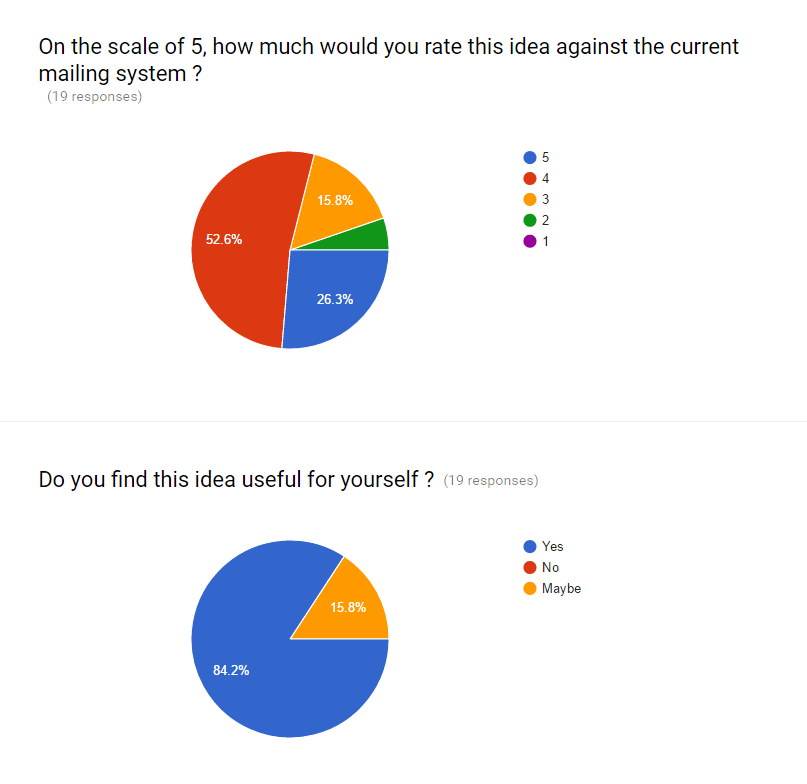 On the scale of 5, how much would you rate this idea against the current
mailing system ?
(19 responses)
5
4
3
2
1
15.8%
52.6%
26.3%
Do you find this idea useful for yourself ? (19 responses)
Yes
No
Maybe
15.8%
84.2%